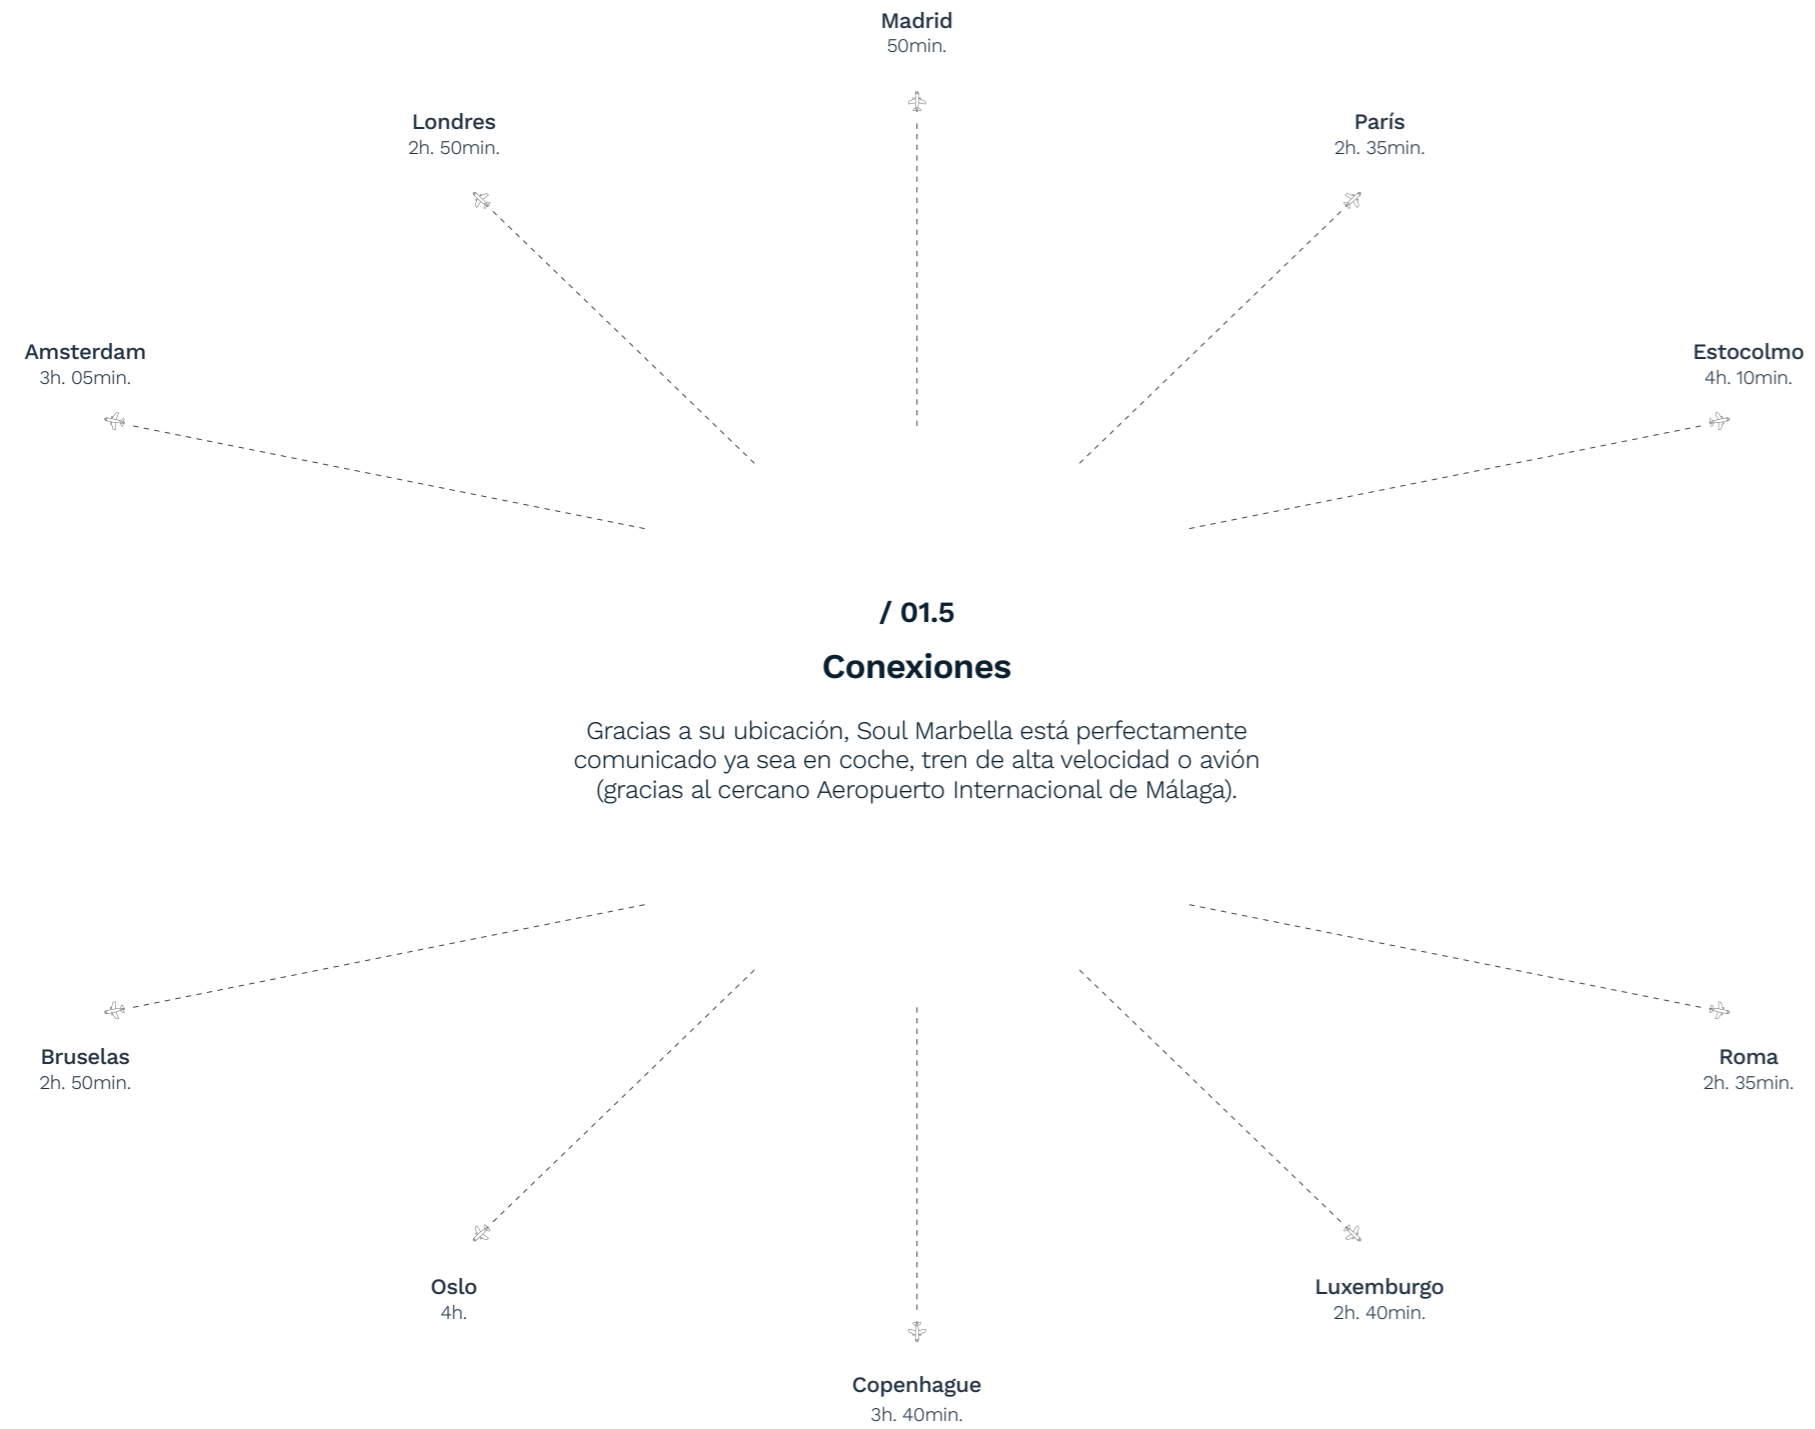 Madrid
50min.
Londres
2h. 50min.
París
2h. 35min.
Amsterdam
3h. 05min.
Estocolmo
4h. 10min.
/ 01.5
Conexiones
Gracias a su ubicación, Soul Marbella está perfectamente
comunicado ya sea en coche, tren de alta velocidad o avión
(gracias al cercano Aeropuerto Internacional de Málaga).
Bruselas
2h. 50min.
Roma
2h. 35min.
Oslo
4h.
Luxemburgo
2h. 40min.
Copenhague
3h. 40min.